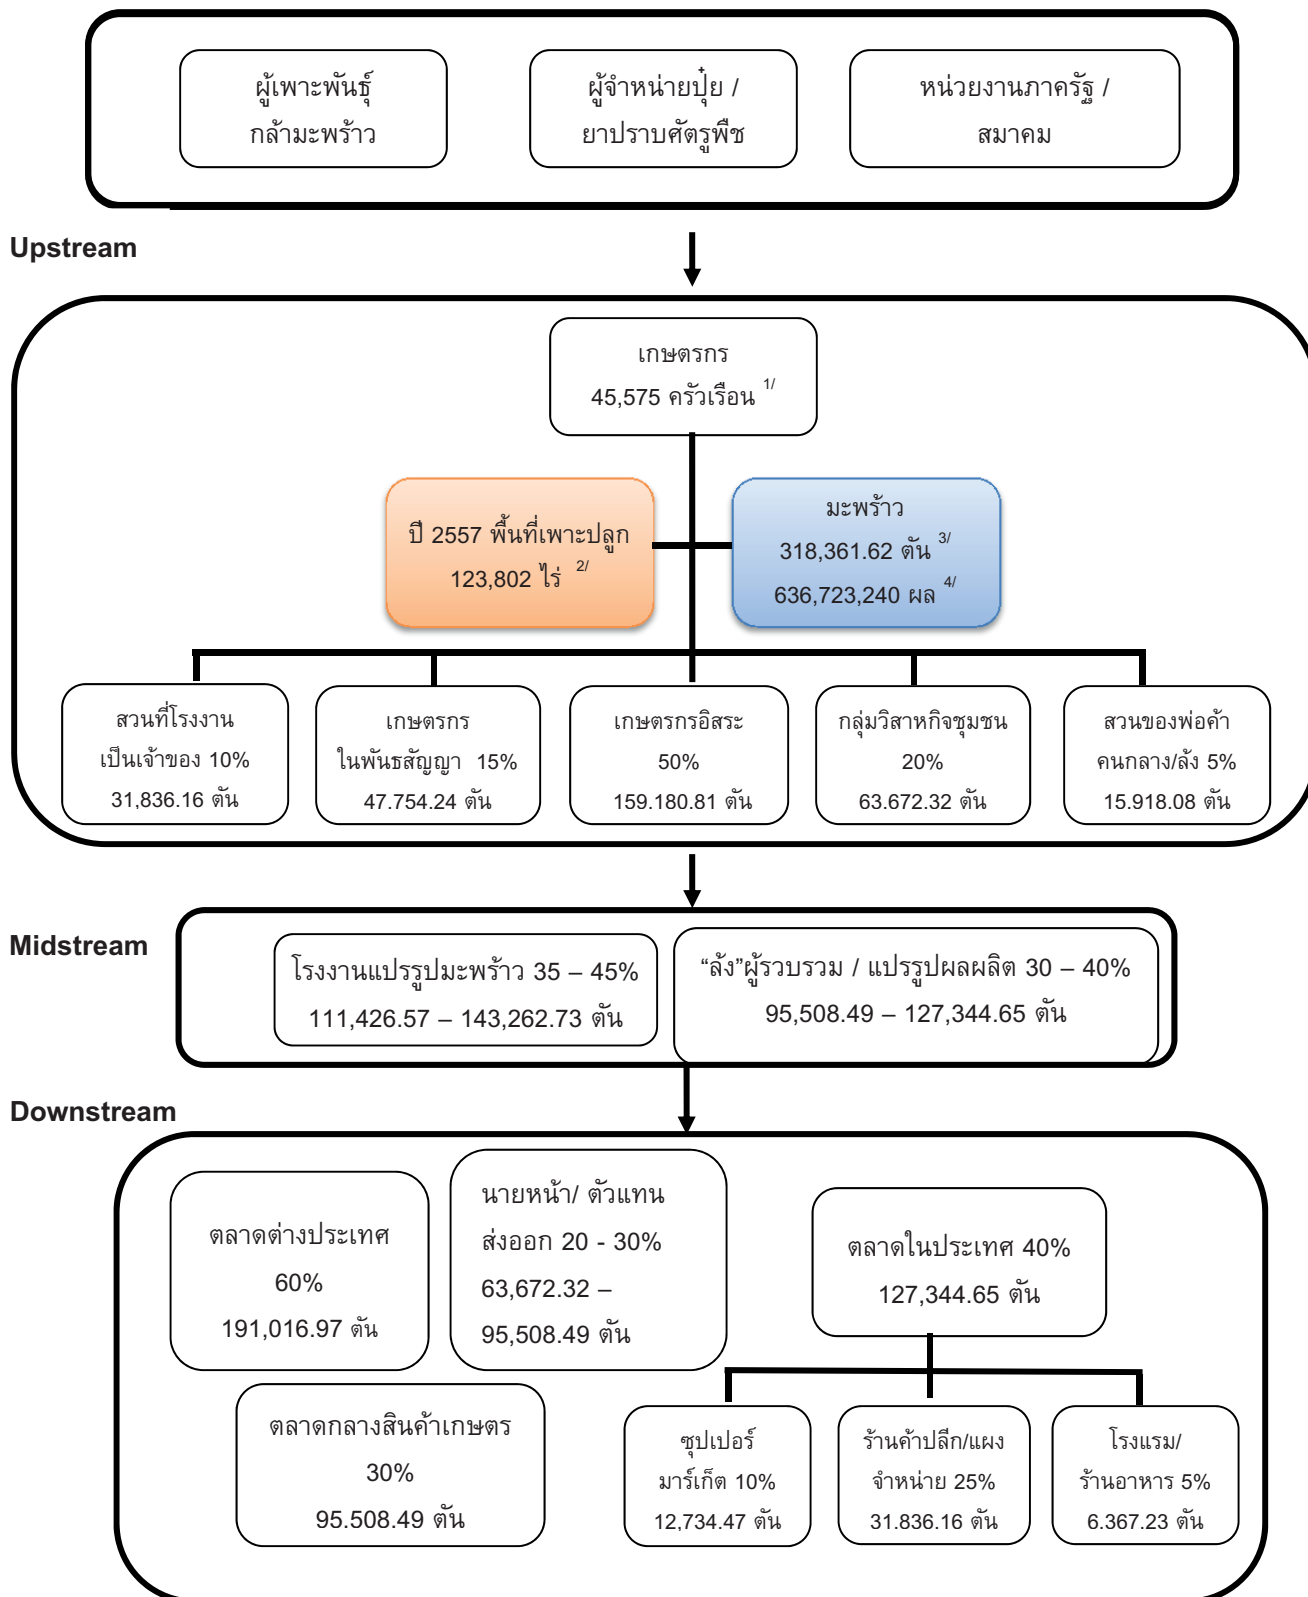 ผู้เพาะพันธุ์
กล้ามะพร้าว
ผู้จำหน่ายปุ๋ย /
ยาปราบศัตรูพืช
หน่วยงานภาครัฐ /
สมาคม
Upstream
เกษตรกร
45,575 ครัวเรือน 1/
ปี 2557 พื้นที่เพาะปลูก
123,802 ไร่ 2/
มะพร้าว
318,361.62 ตัน 3/
636,723,240 ผล 4/
สวนที่โรงงาน
เป็นเจ้าของ 10%
31,836.16 ตัน
เกษตรกร
ในพันธสัญญา 15%
47.754.24 ตัน
เกษตรกรอิสระ
50%
159.180.81 ตัน
กลุ่มวิสาหกิจชุมชน
20%
63.672.32 ตัน
สวนของพ่อค้า
คนกลาง/ล้ง 5%
15.918.08 ตัน
Midstream
โรงงานแปรรูปมะพร้าว 35 – 45%
111,426.57 – 143,262.73 ตัน
“ล้ง”ผู้รวบรวม / แปรรูปผลผลิต 30 – 40%
95,508.49 – 127,344.65 ตัน
Downstream
ตลาดต่างประเทศ
60%
191,016.97 ตัน
นายหน้า/ ตัวแทน
ส่งออก 20 - 30%
63,672.32 –
95,508.49 ตัน
ตลาดในประเทศ 40%
127,344.65 ตัน
ตลาดกลางสินค้าเกษตร
30%
95.508.49 ตัน
ซุปเปอร์
มาร์เก็ต 10%
12,734.47 ตัน
ร้านค้าปลีก/แผง
จำหน่าย 25%
31.836.16 ตัน
โรงแรม/
ร้านอาหาร 5%
6.367.23 ตัน